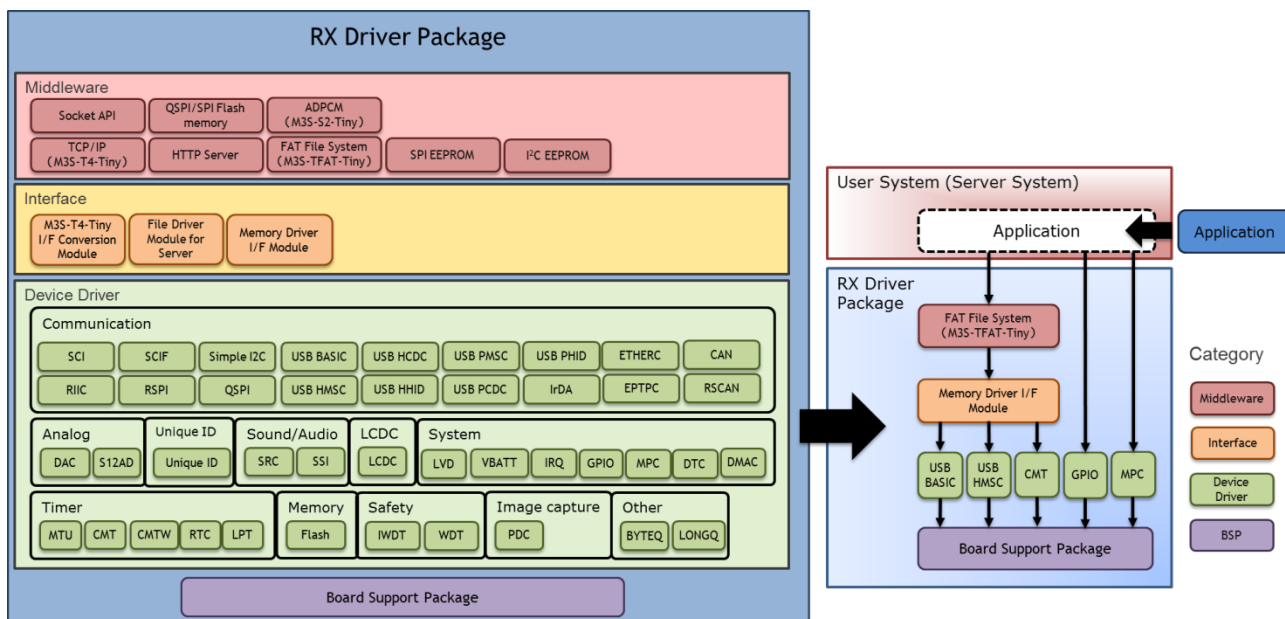 RX Driver Package
Middleware
Socket API
QSPI/SPI Flash
memory
ADPCM
(M3S-S2-Tiny)
TCP/IP
(M3S-T4-Tiny)
HTTP Server
FAT File System
(M3S-TFAT-Tiny)
SPI EEPROM
I²C EEPROM
Interface
M3S-T4-Tiny
I/F Conversion
Module
File Driver
Module for
Server
Memory Driver
I/F Module
Device Driver
Communication
SCI
SCIF
Simple I2C
USB BASIC
USB HCDC
USB PMSC
USB PHID
ETHERC
CAN
RIIC
RSPI
QSPI
USB HMSC
USB HHID
USB PCDC
IrDA
EPTPC
RSCAN
Analog
DAC
S12AD
Unique ID
Unique ID
Sound/Audio
SRC
SSI
LCDC
LCDC
System
LVD
VBATT
IRQ
GPIO
MPC
DTC
DMAC
Timer
MTU
CMT
CMTW
RTC
LPT
Memory
Flash
Safety
IWDT
WDT
Image capture
PDC
Other
BYTEQ
LONGQ
Board Support Package
User System (Server System)
Application
Application
RX Driver
Package
FAT File System
(M3S-TFAT-Tiny)
Memory Driver I/F
Module
USB
BASIC
USB
HMSC
CMT
GPIO
MPC
Board Support Package
Category
Middleware
Interface
Device
Driver
BSP